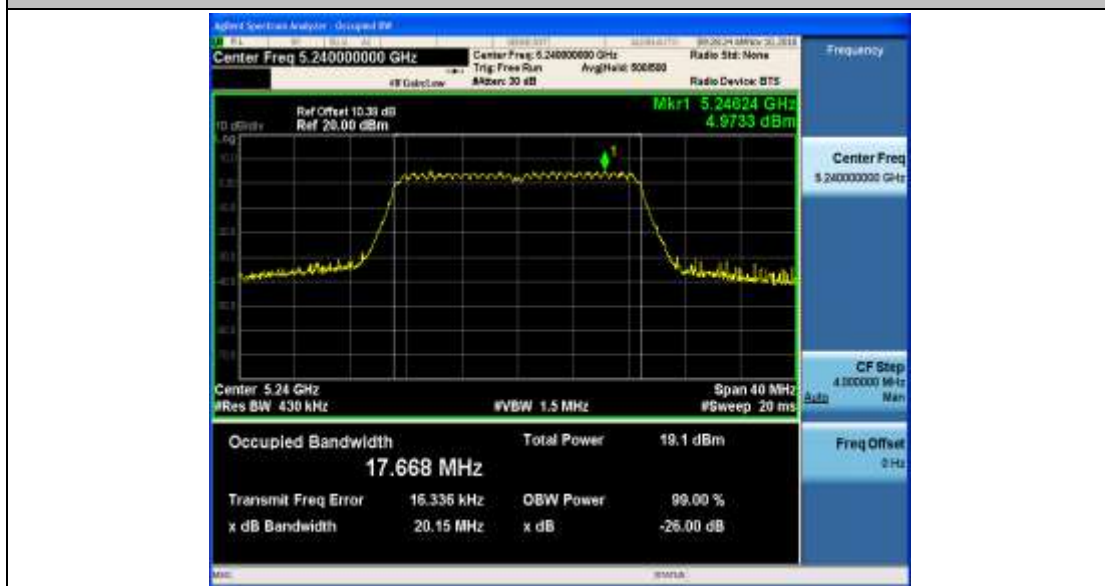 Agilent Spectrum Analyzer - Occupied BW
Center Freq 5.240000000 GHz
Center Freq: 5.240000000 GHz
Radio Std: None
Trig: Free Run
Avg|Hold: 500/500
#IFGain:Low
#Atten: 30 dB
Radio Device: BTS
Frequency
Mkr1 5.24624 GHz
4.9733 dBm
Ref Offset 10.39 dB
10 dB/div
Ref 20.00 dBm
Log
1
Center Freq
5.240000000 GHz
Center 5.24 GHz
Span 40 MHz
#Res BW 430 kHz
#VBW 1.5 MHz
#Sweep 20 ms
CF Step
4.000000 MHz
Auto
Man
Occupied Bandwidth
Total Power
19.1 dBm
17.668 MHz
Freq Offset
0 Hz
Transmit Freq Error
16.336 kHz
OBW Power
99.00 %
x dB Bandwidth
20.15 MHz
x dB
-26.00 dB
MSG
STATUS